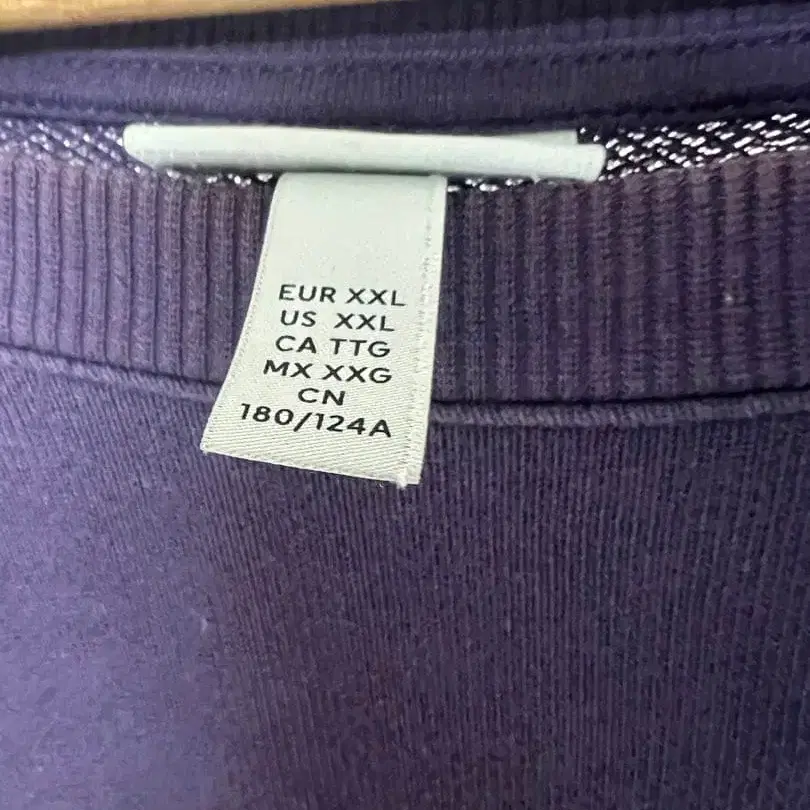 EUR XXL
US XXL
CA TTG
MX XXG
CN
180/124A